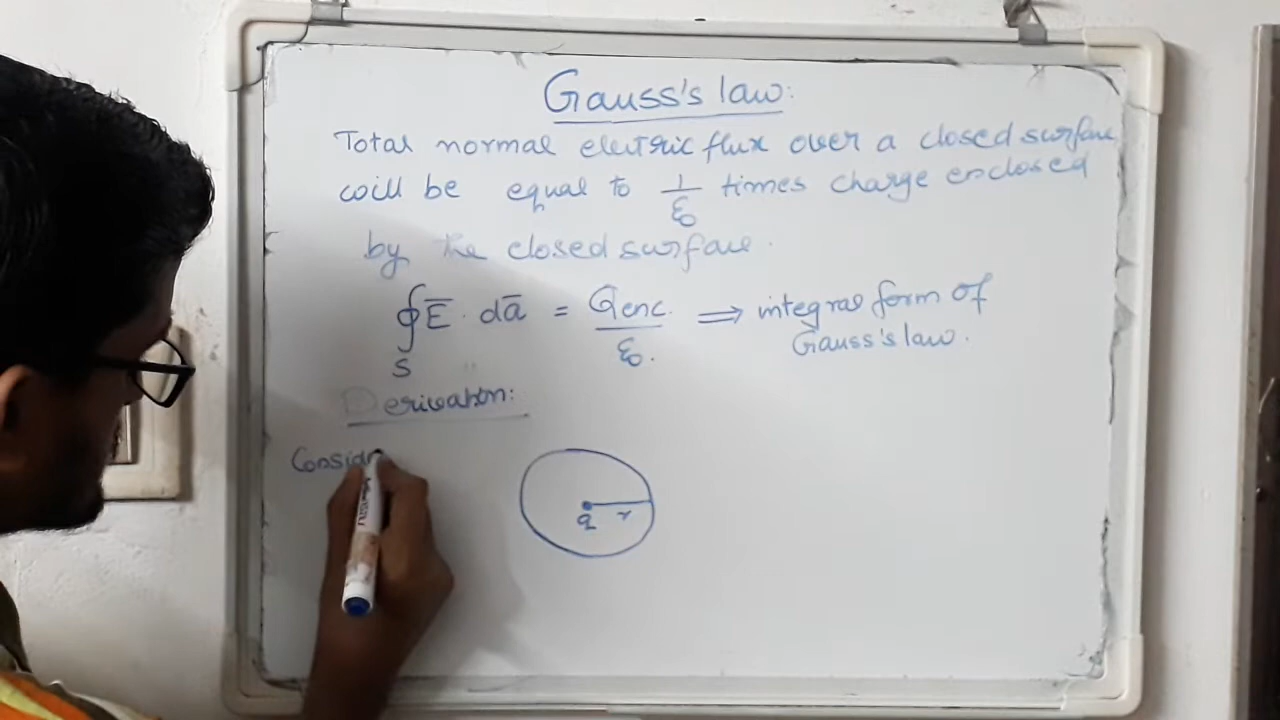 Gauss's law:
Total normal electric flux over a closed surface
will be equal to 1/ε0 times charge enclosed
by the closed surface.
∮S E̅ . da̅ = Qenc./ε0. ⟹ integral form of
Gauss's law.
Derivation:
Consider
q r